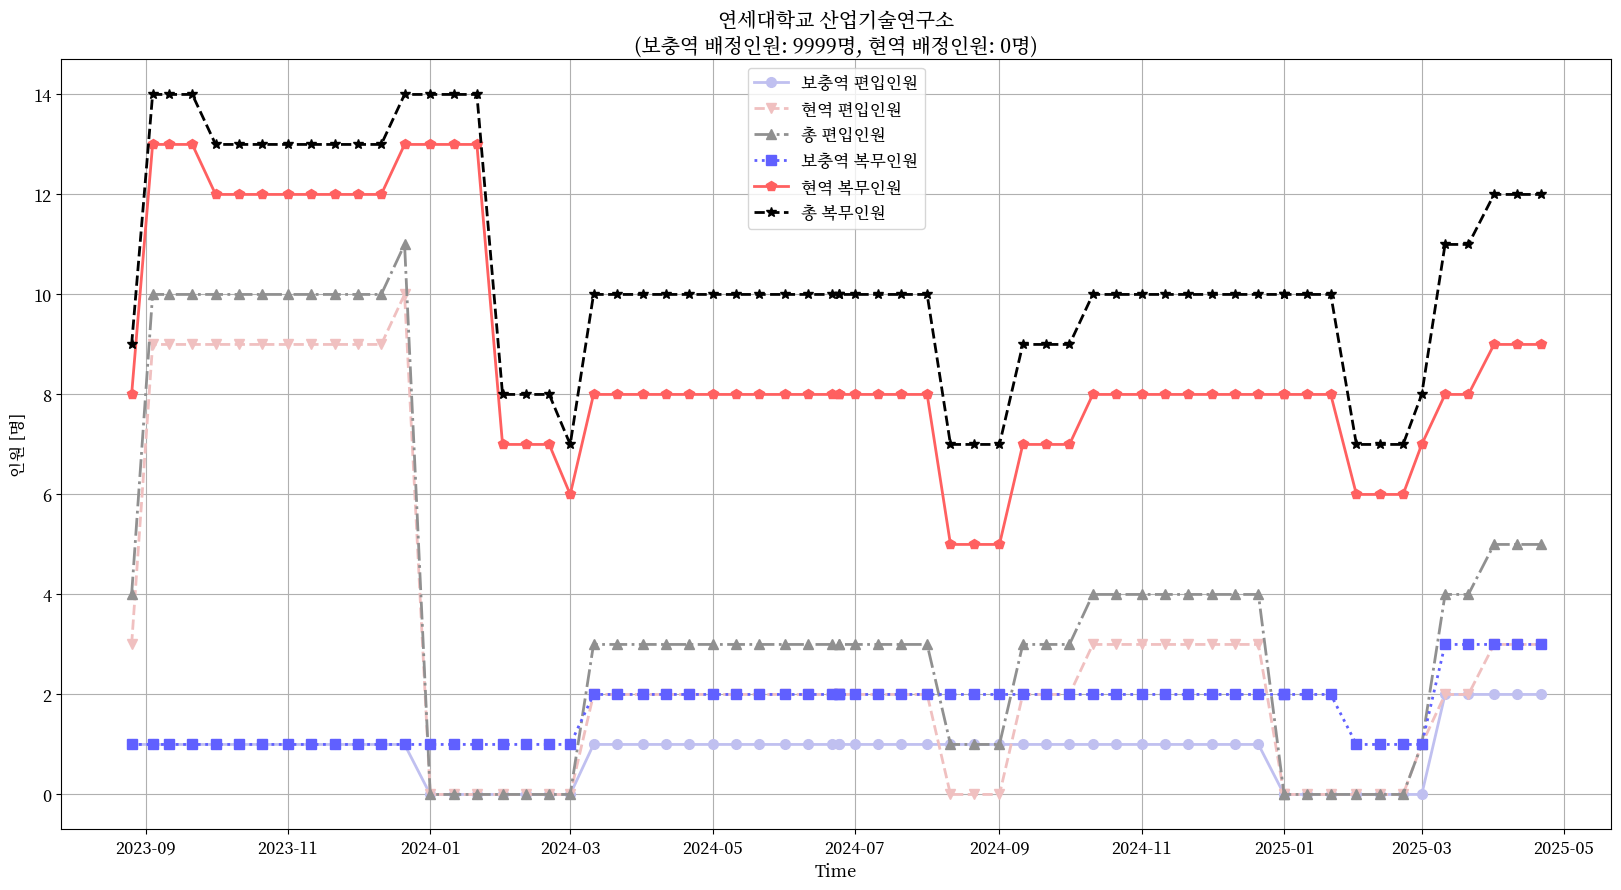 연세대학교 산업기술연구소
(보충역 배정인원: 9999명, 현역 배정인원: 0명)
보충역 편입인원
현역 편입인원
총 편입인원
보충역 복무인원
현역 복무인원
총 복무인원
14
12
10
8
6
4
2
0
인원 [명]
2023-09
2023-11
2024-01
2024-03
2024-05
2024-07
2024-09
2024-11
2025-01
2025-03
2025-05
Time